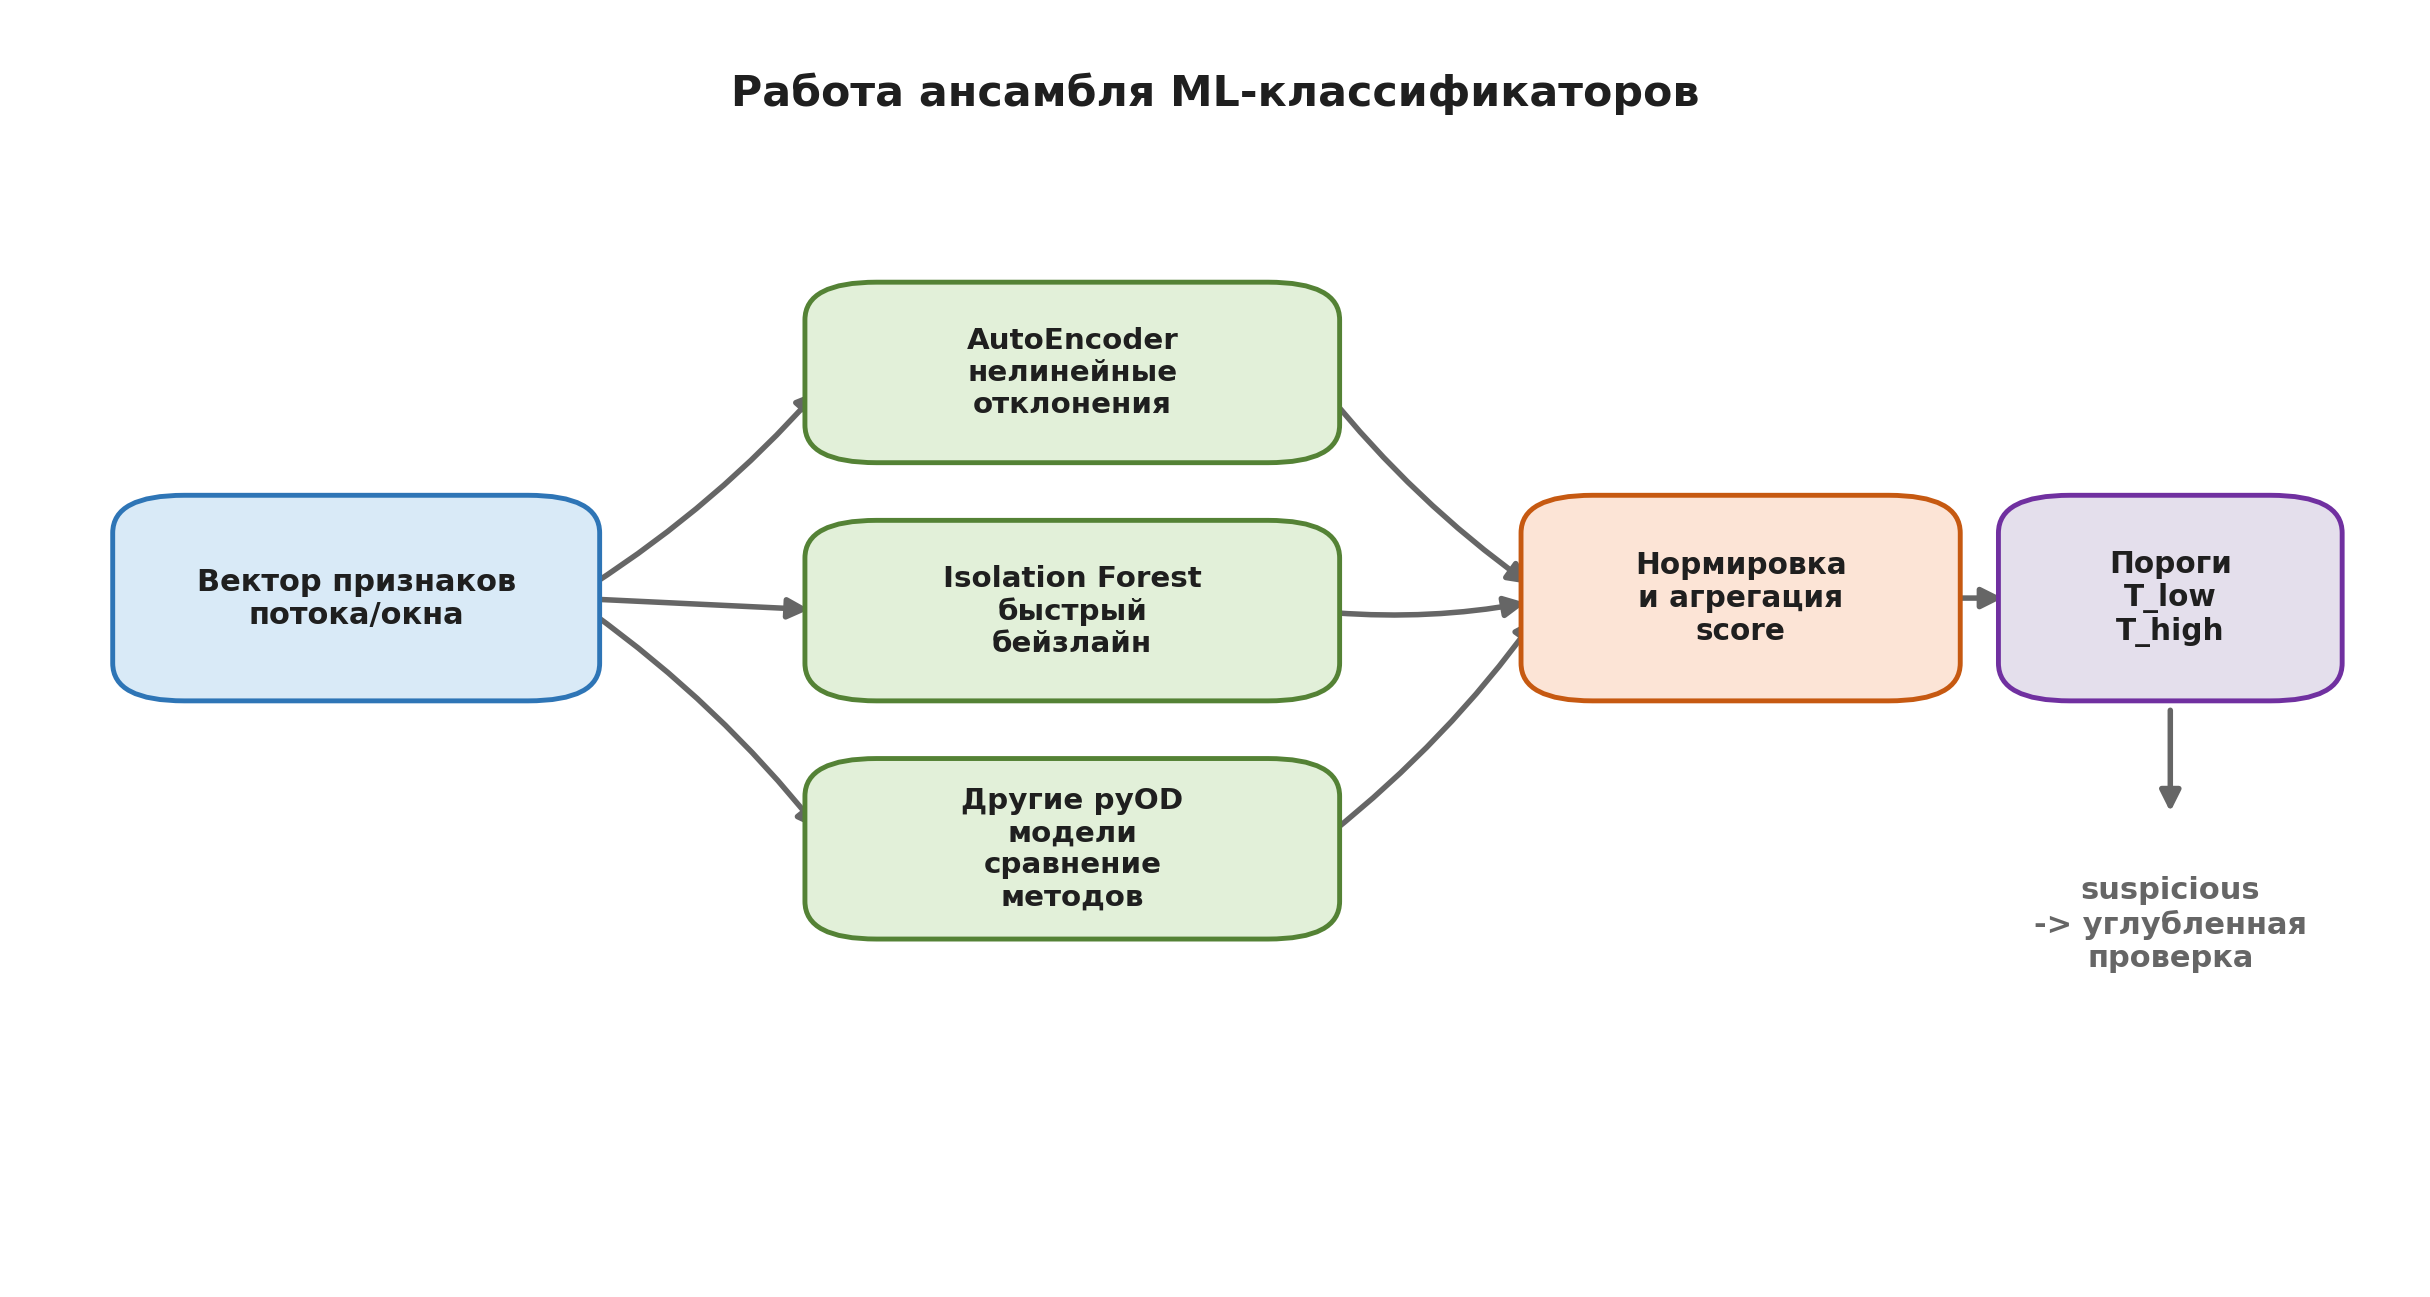 Работа ансамбля ML-классификаторов
Вектор признаков
потока/окна
AutoEncoder
нелинейные
отклонения
Isolation Forest
быстрый
бейзлайн
Другие pyOD
модели
сравнение
методов
Нормировка
и агрегация
score
Пороги
T_low
T_high
suspicious
-> углубленная
проверка